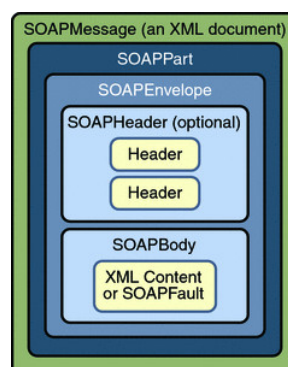 SOAPMessage (an XML document)
SOAPPart
SOAPEnvelope
SOAPHeader (optional)
Header
Header
SOAPBody
XML Content
or SOAPFault